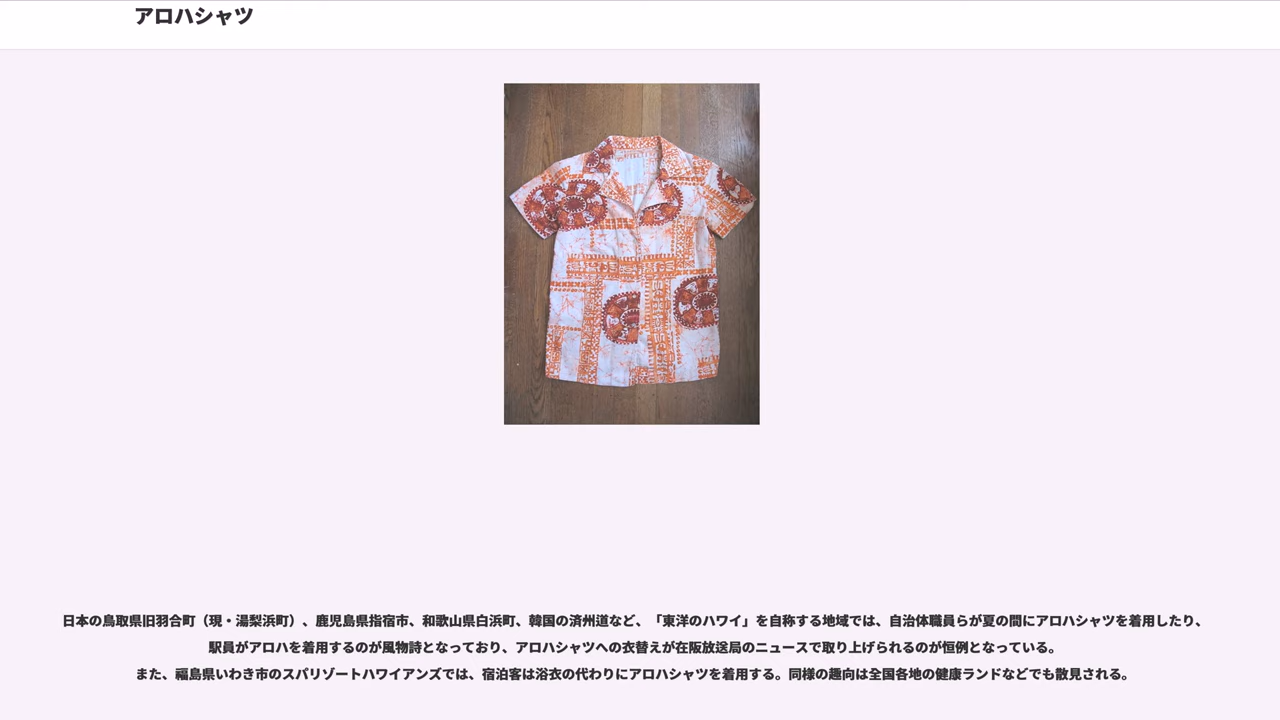 アロハシャツ
日本の鳥取県旧羽合町（現・湯梨浜町）、鹿児島県指宿市、和歌山県白浜町、韓国の済州道など、「東洋のハワイ」を自称する地域では、自治体職員らが夏の間にアロハシャツを着用したり、
駅員がアロハを着用するのが風物詩となっており、アロハシャツへの衣替えが在阪放送局のニュースで取り上げられるのが恒例となっている。
また、福島県いわき市のスパリゾートハワイアンズでは、宿泊客は浴衣の代わりにアロハシャツを着用する。同様の趣向は全国各地の健康ランドなどでも散見される。